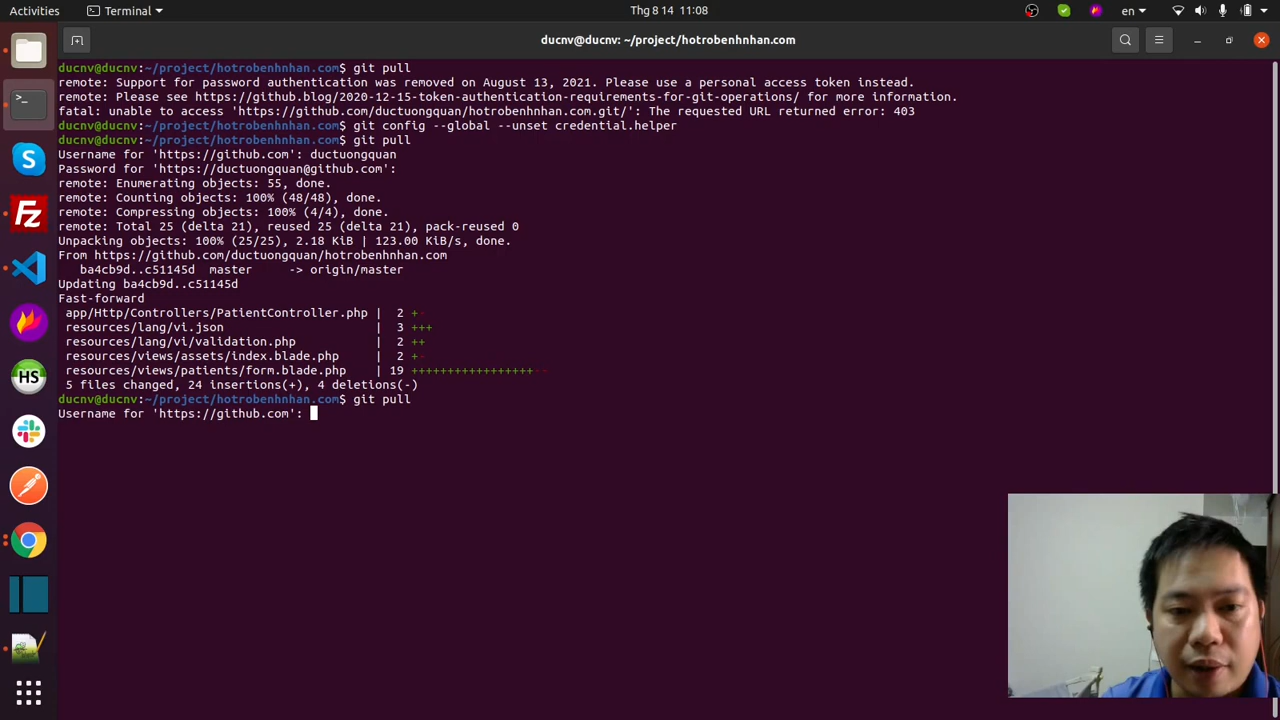 Activities
Terminal
Thg 8 14 11:08
en
ducnv@ducnv: ~/project/hotrobenhnhan.com
ducnv@ducnv:~/project/hotrobenhnhan.com$ git pull
remote: Support for password authentication was removed on August 13, 2021. Please use a personal access token instead.
remote: Please see https://github.blog/2020-12-15-token-authentication-requirements-for-git-operations/ for more information.
fatal: unable to access 'https://github.com/ductuongquan/hotrobenhnhan.com.git/': The requested URL returned error: 403
ducnv@ducnv:~/project/hotrobenhnhan.com$ git config --global --unset credential.helper
ducnv@ducnv:~/project/hotrobenhnhan.com$ git pull
Username for 'https://github.com': ductuongquan
Password for 'https://ductuongquan@github.com':
remote: Enumerating objects: 55, done.
remote: Counting objects: 100% (48/48), done.
remote: Compressing objects: 100% (4/4), done.
remote: Total 25 (delta 21), reused 25 (delta 21), pack-reused 0
Unpacking objects: 100% (25/25), 2.18 KiB | 123.00 KiB/s, done.
From https://github.com/ductuongquan/hotrobenhnhan.com
ba4cb9d..c51145d  master     -> origin/master
Updating ba4cb9d..c51145d
Fast-forward
app/Http/Controllers/PatientController.php |  2 +-
resources/lang/vi.json                     |  3 +++
resources/lang/vi/validation.php           |  2 ++
resources/views/assets/index.blade.php     |  2 +-
resources/views/patients/form.blade.php    | 19 +++++++++++++++++--
5 files changed, 24 insertions(+), 4 deletions(-)
ducnv@ducnv:~/project/hotrobenhnhan.com$ git pull
Username for 'https://github.com':
>_
S
Fz
HS